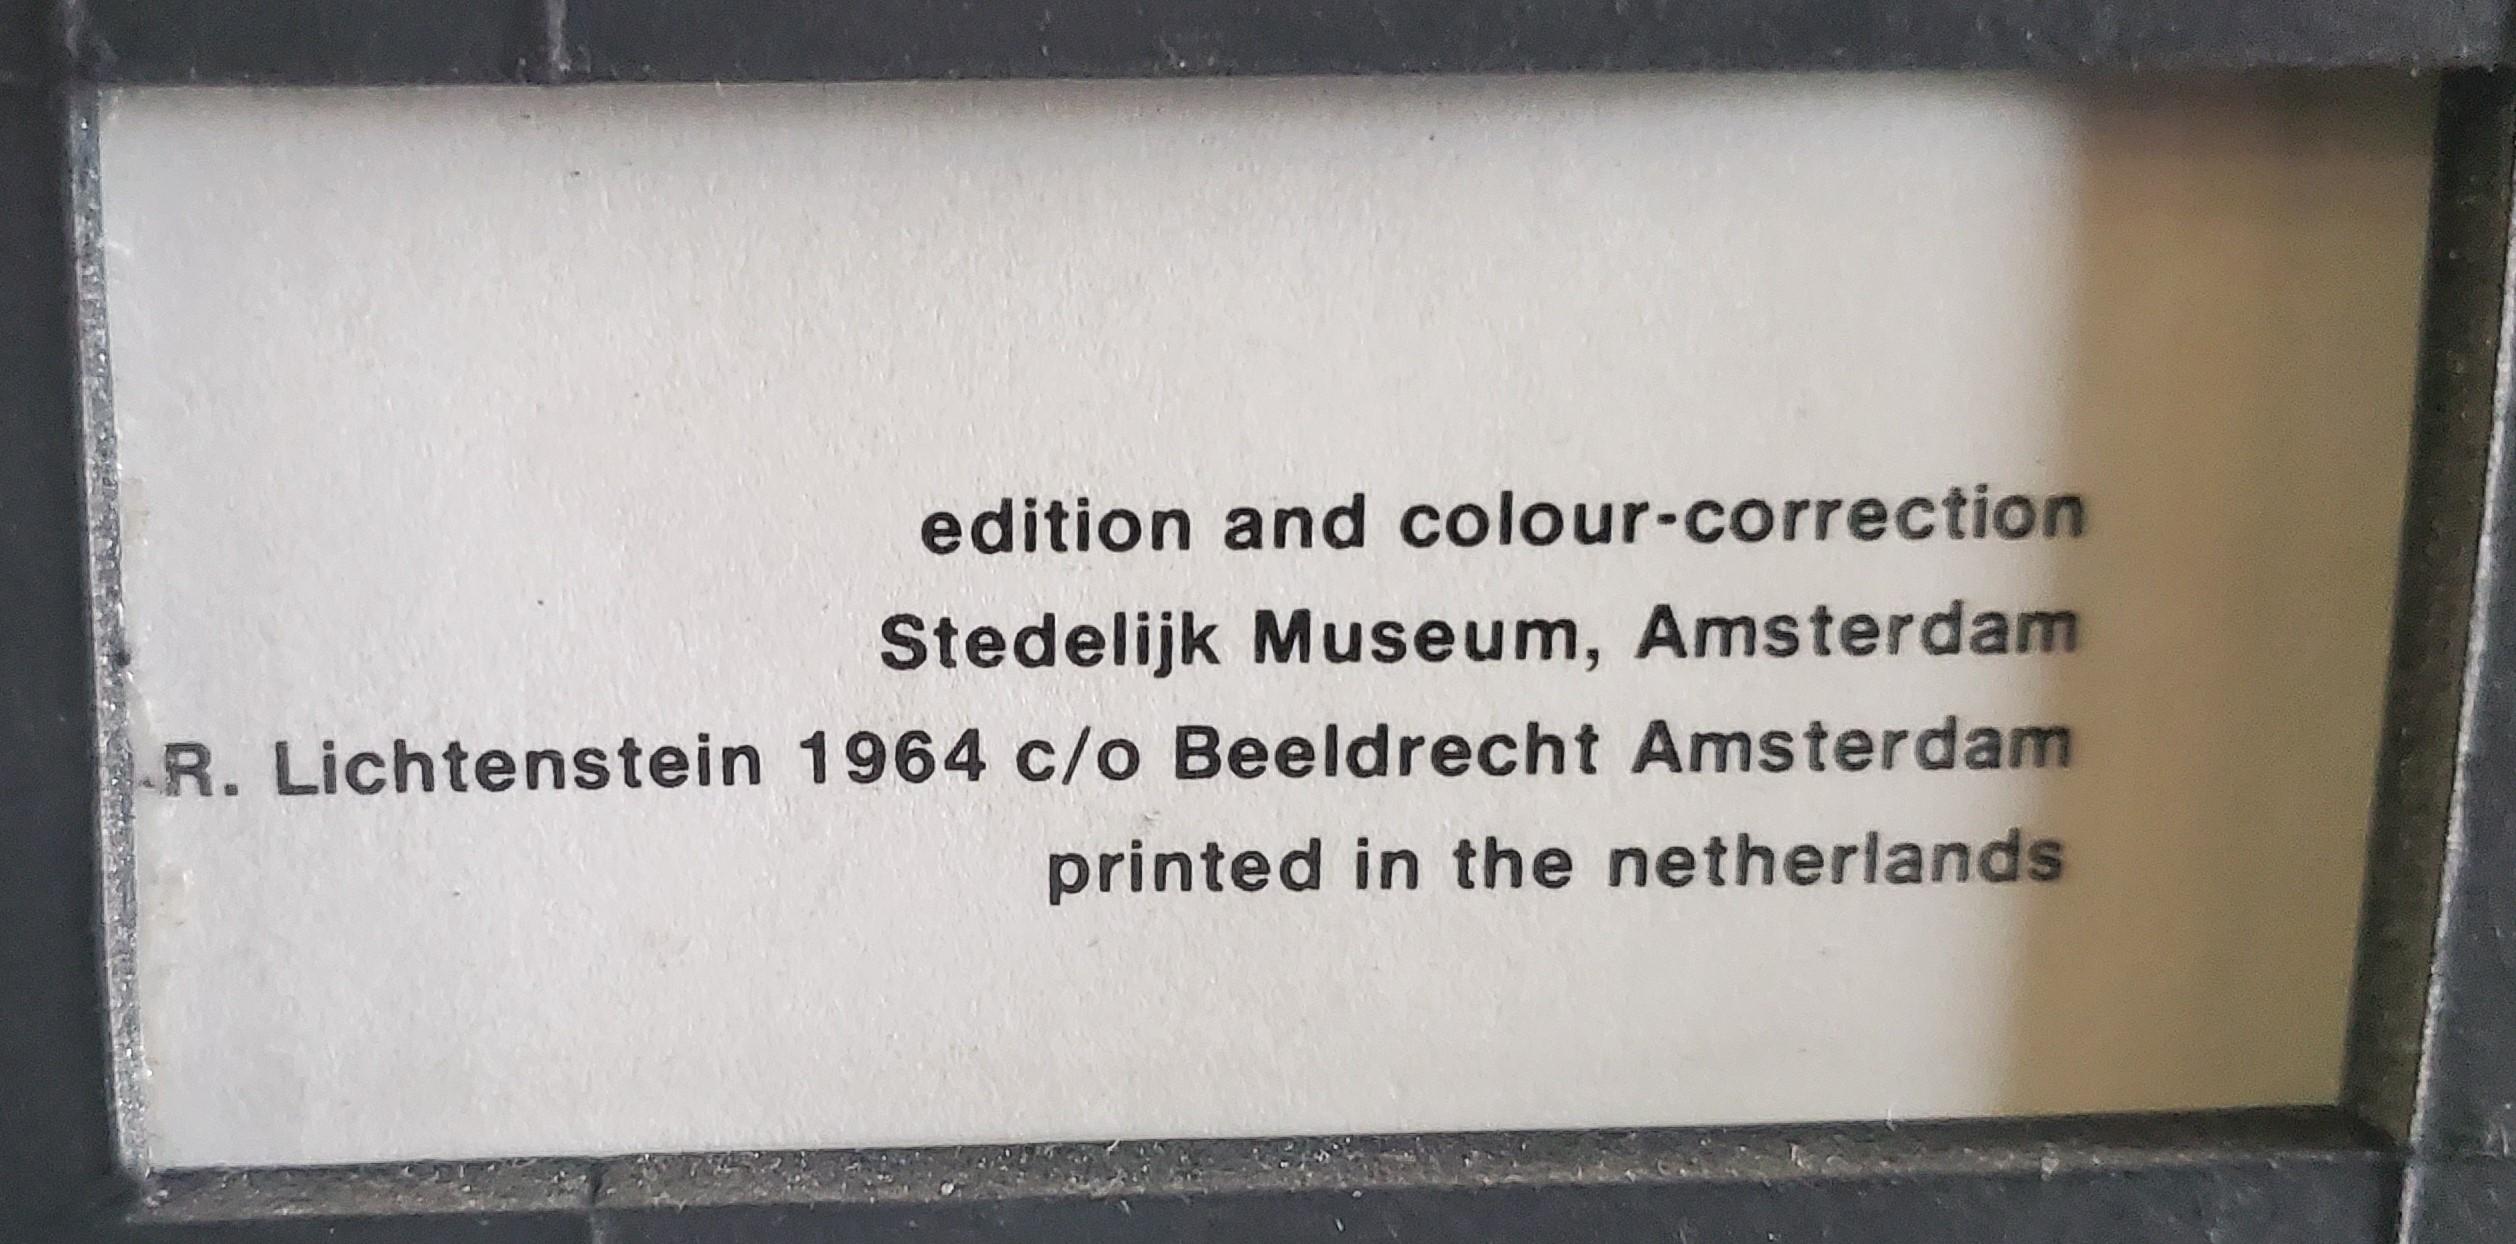 edition and colour-correction
Stedelijk Museum, Amsterdam
R. Lichtenstein 1964 c/o Beeldrecht Amsterdam
printed in the netherlands